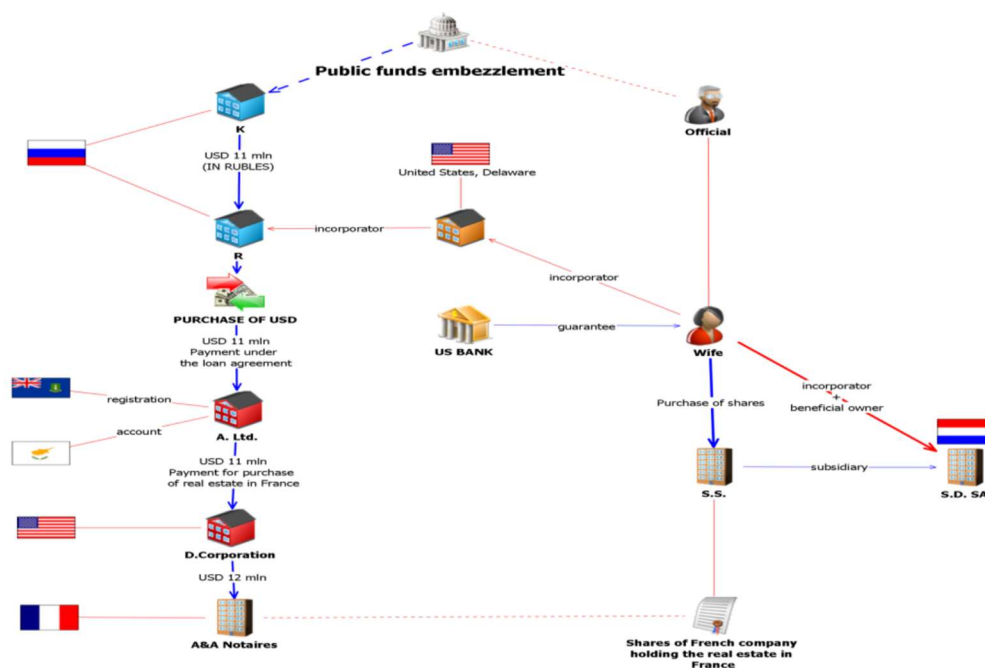 Public funds embezzlement
Official
K
USD 11 mln
(IN RUBLES)
United States, Delaware
incorporator
R
incorporator
PURCHASE OF USD
guarantee
US BANK
Wife
USD 11 mln
Payment under
the loan agreement
incorporator
+
beneficial owner
registration
Purchase of shares
account
A. Ltd.
USD 11 mln
Payment for purchase
of real estate in France
subsidiary
S.S.
S.D. SA
D.Corporation
USD 12 mln
A&A Notaires
Shares of French company
holding the real estate in
France